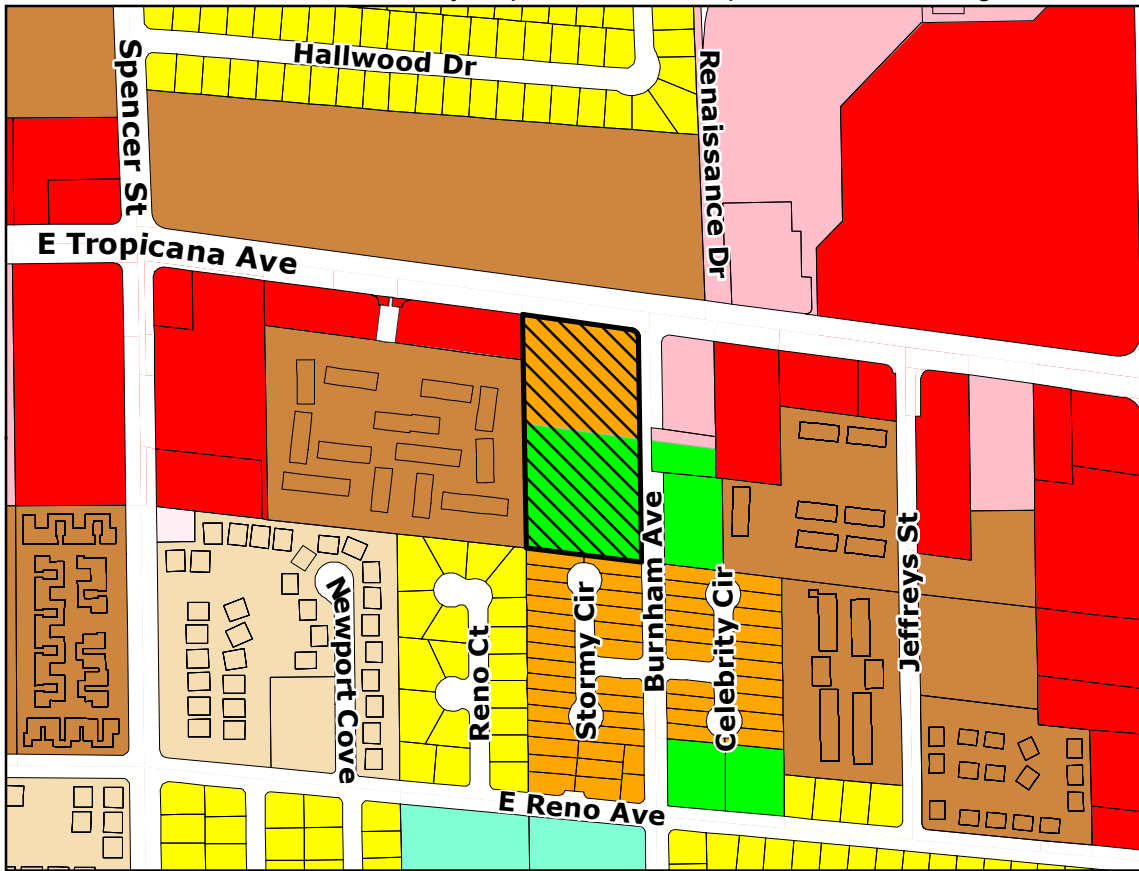 Hallwood Dr
Spencer St
Renaissance Dr
E Tropicana Ave
Burnham Ave
Jeffreys St
Newport Cove
Reno Ct
Stormy Cir
Celebrity Cir
E Reno Ave